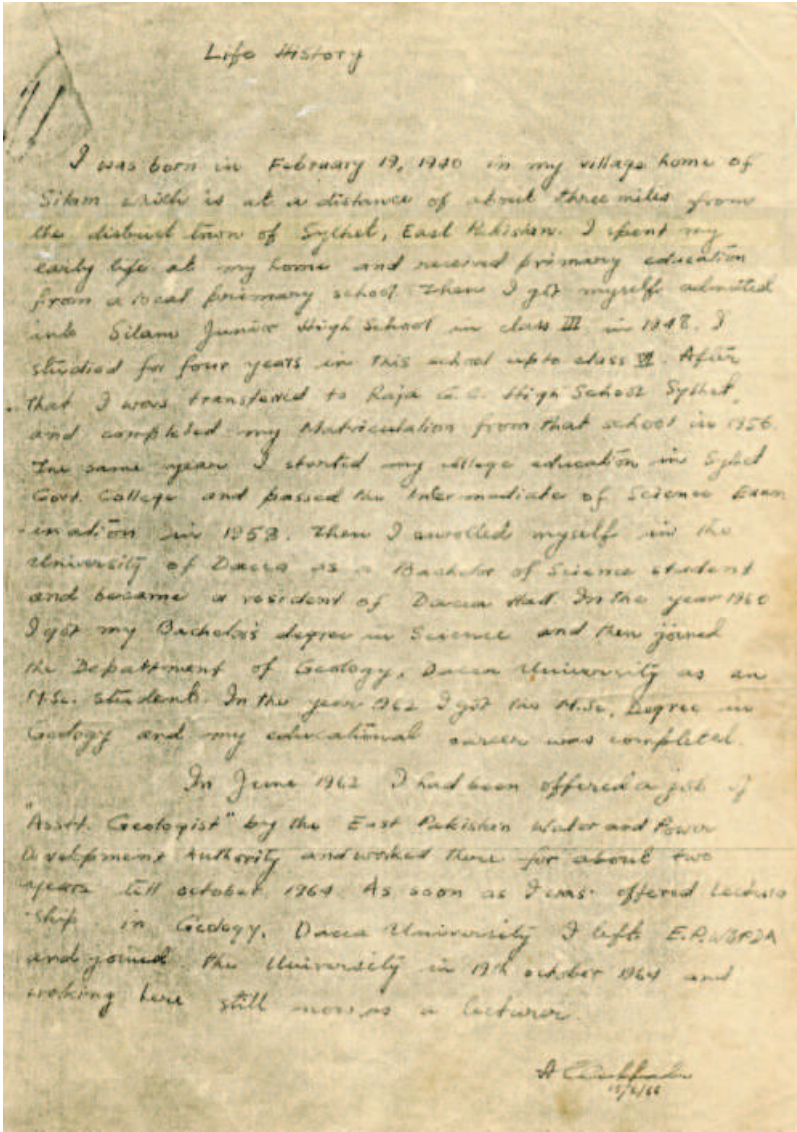 Life History
I was born in February 19, 1940 in my village home of
Silam which is at a distance of about three miles from
the district town of Sylhet, East Pakistan. I spent my
early life at my home and received primary education
from a local primary school. Then I got myself admitted
into Silam Junior High School in class III in 1948. I
studied for four years in this school upto class VI. After
that I was transferred to Raja G.C. High School Sylhet,
and completed my Matriculation from that school in 1956.
The same year I started my college education in Sylhet
Govt. College and passed the Intermediate of Science Exam
-ination in 1958. Then I enrolled myself in the
University of Dacca as a Bachelor of Science student
and became a resident of Dacca Hall. In the year 1960
I got my Bachelor's degree in Science and then joined
the Department of Geology, Dacca University as an
M.Sc. student. In the year 1962 I got the M.Sc. Degree in
Geology and my educational career was completed.
In June 1962 I had been offered a job of
"Asstt. Geologist" by the East Pakistan Water and Power
Development Authority and worked there for about two
years till october 1964. As soon as I was offered Lecture
-ship in Geology, Dacca University I left E.P.WAPDA
and joined the University in 19th october 1964 and
working here still now as a lecturer.
A